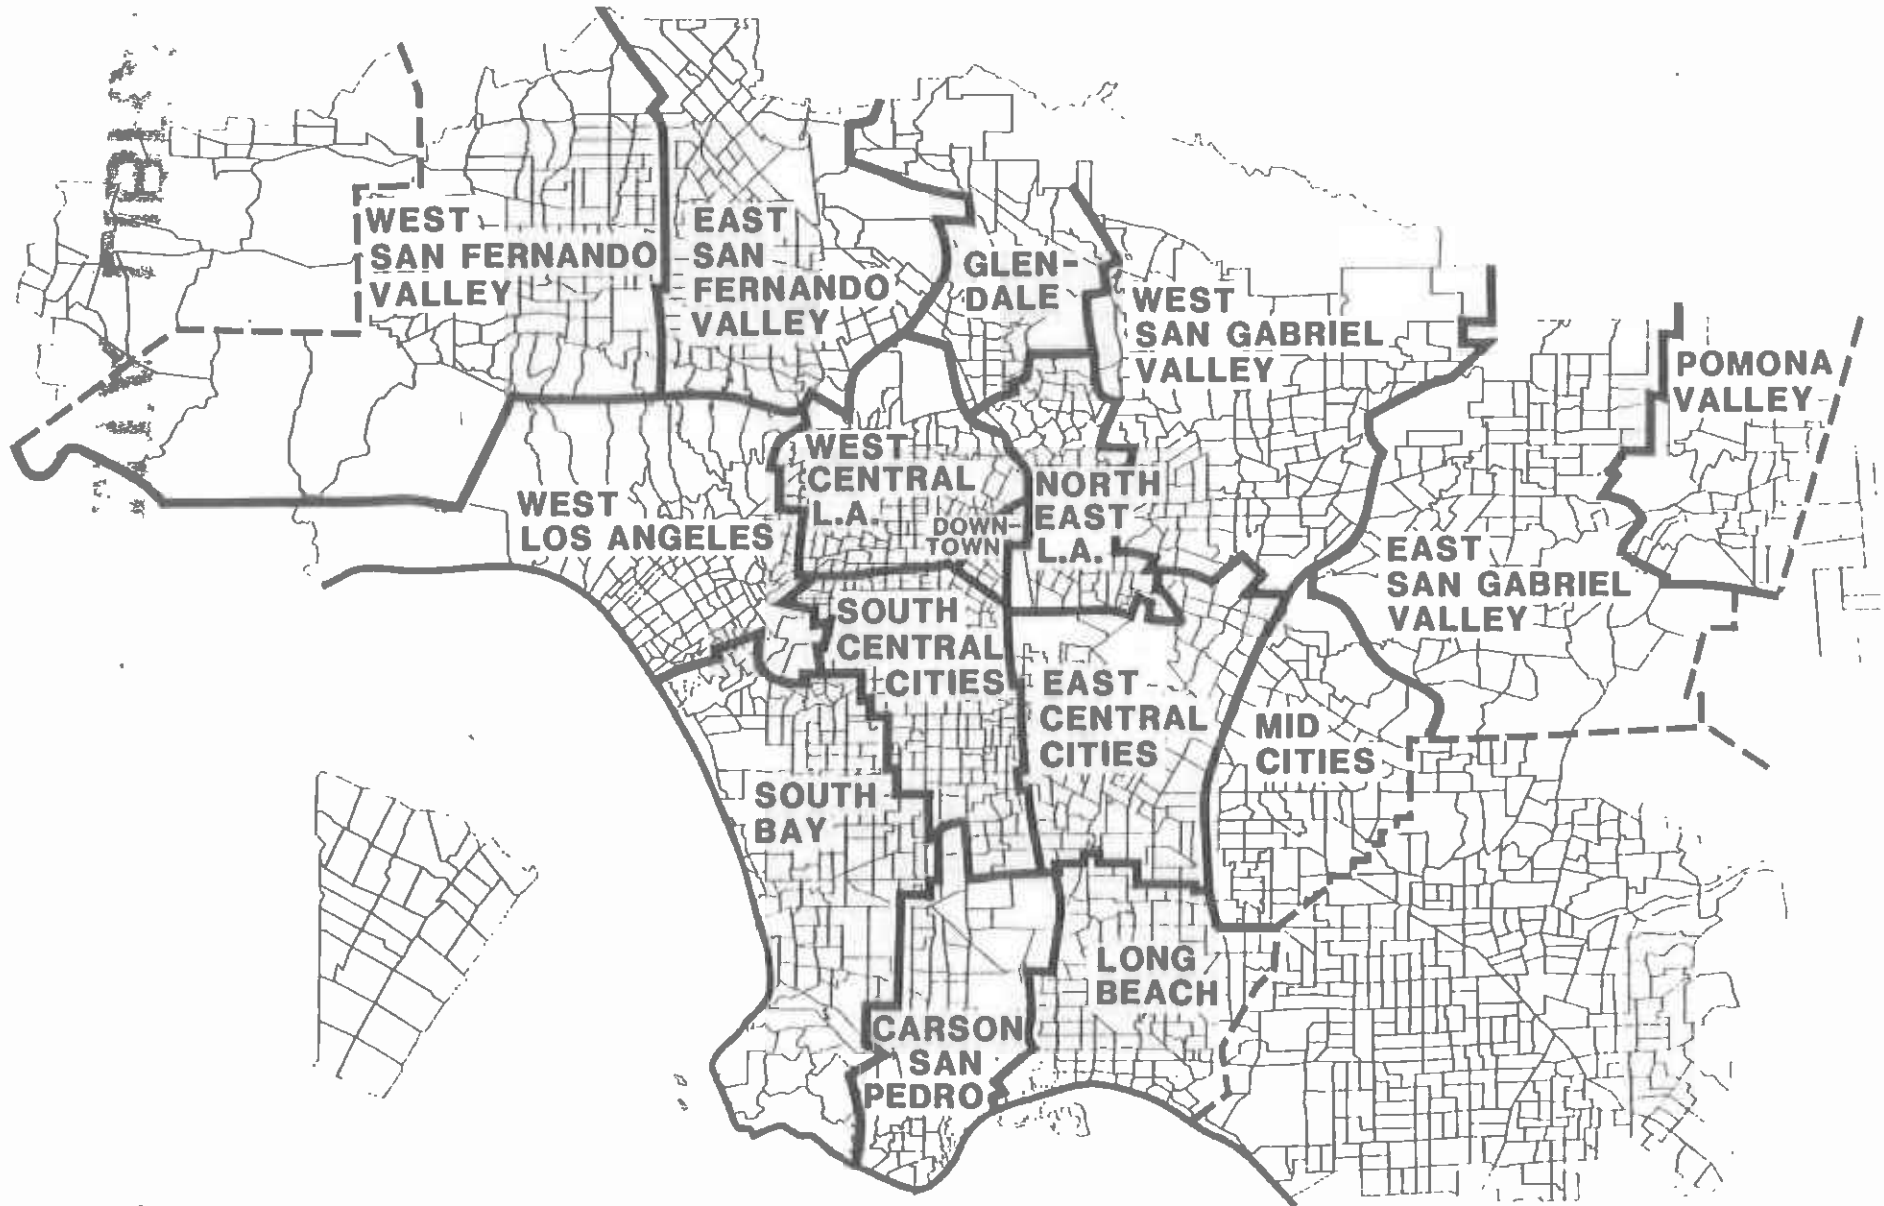 WEST
SAN FERNANDO
VALLEY
EAST
SAN
FERNANDO
VALLEY
GLEN-
DALE
WEST
SAN GABRIEL
VALLEY
POMONA
VALLEY
WEST
CENTRAL
L.A.
DOWN-
TOWN
NORTH
EAST
L.A.
WEST
LOS ANGELES
EAST
SAN GABRIEL
VALLEY
SOUTH
CENTRAL
CITIES
EAST
CENTRAL
CITIES
MID
CITIES
SOUTH
BAY
LONG
BEACH
CARSON
SAN
PEDRO